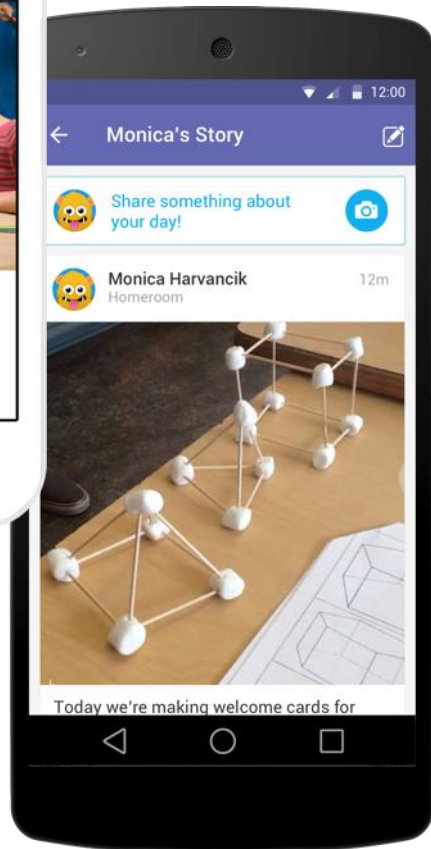 12:00
Monica's Story
Share something about
your day!
Monica Harvancik 12m
Homeroom
Today we're making welcome cards for